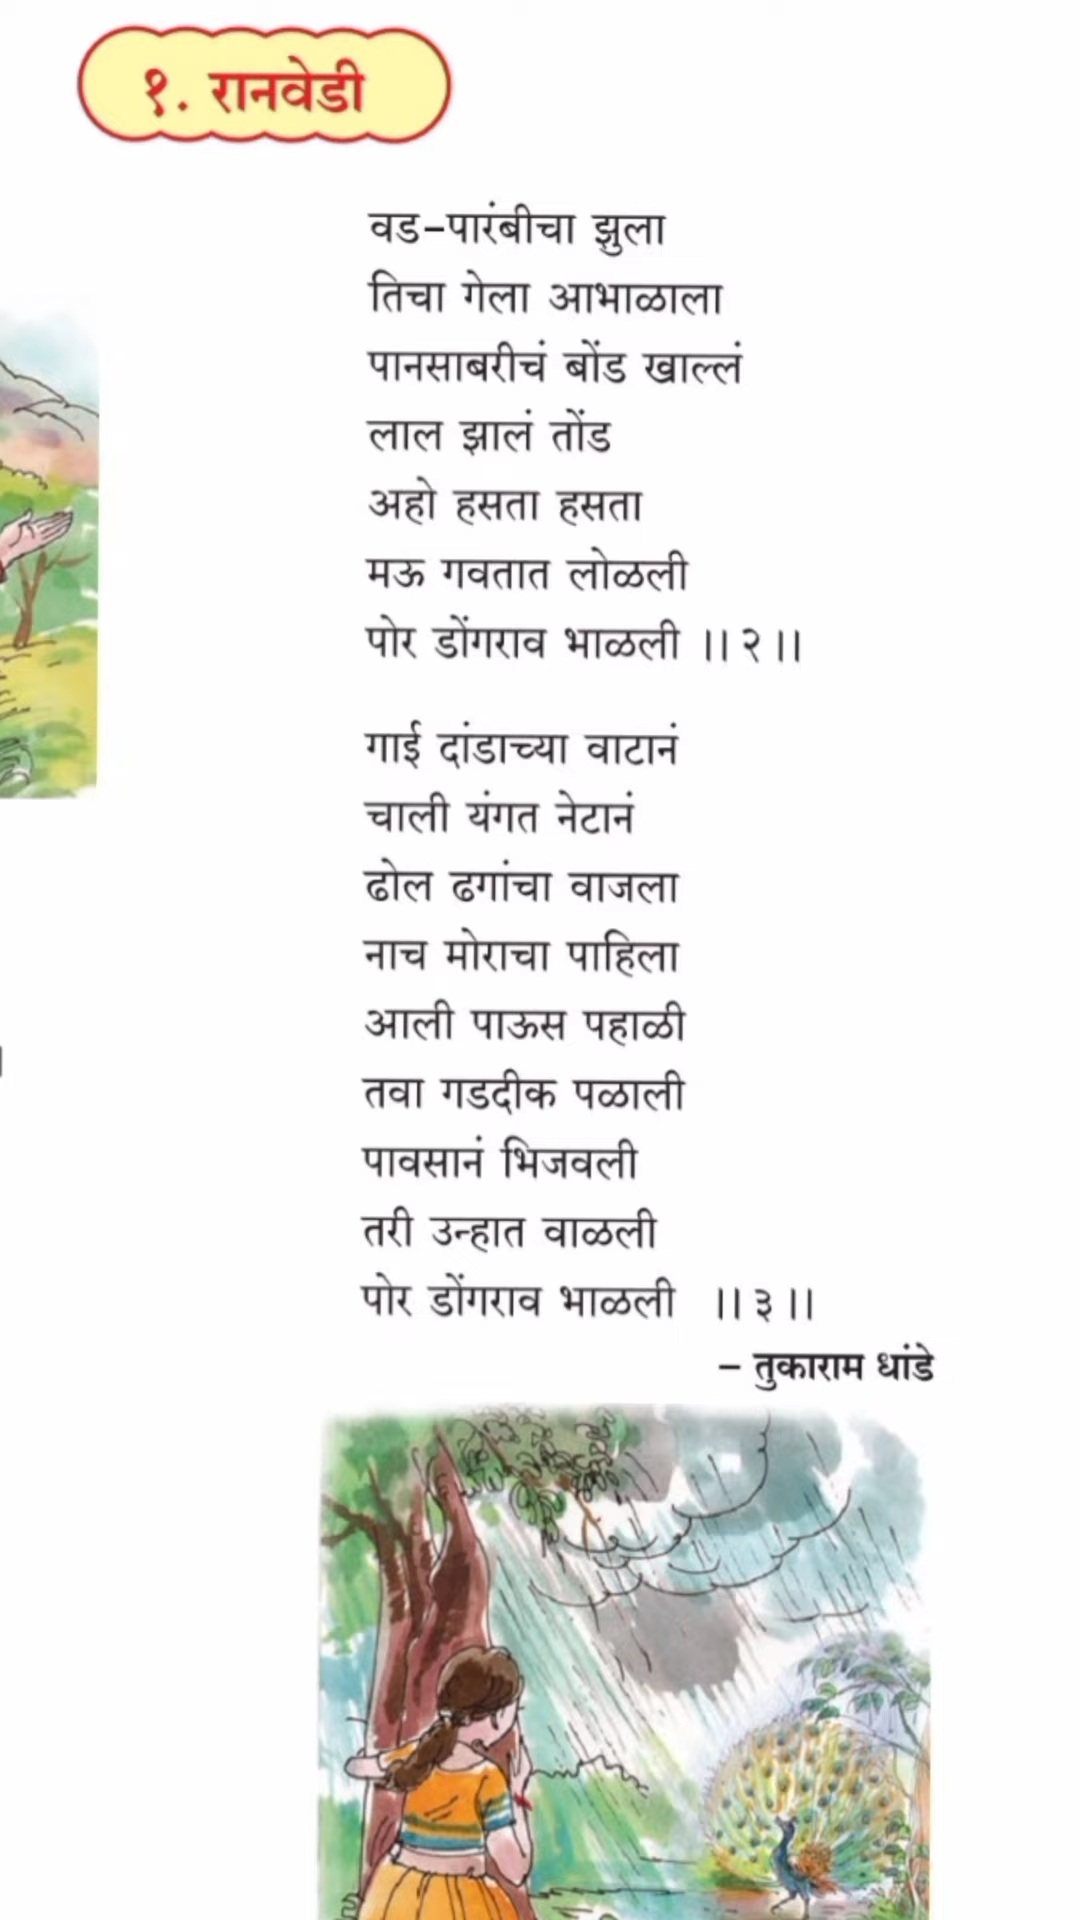 १. रानवेडी
वड-पारंबीचा झुला
तिचा गेला आभाळाला
पानसाबरीचं बोंड खाल्लं
लाल झालं तोंड
अहो हसता हसता
मऊ गवतात लोळली
पोर डोंगराव भाळली ।। २ ।।
गाई दांडाच्या वाटानं
चाली यंगत नेटानं
ढोल ढगांचा वाजला
नाच मोराचा पाहिला
आली पाऊस पहाळी
तवा गडदीक पळाली
पावसानं भिजवली
तरी उन्हात वाळली
पोर डोंगराव भाळली ।। ३ ।।
– तुकाराम धांडे